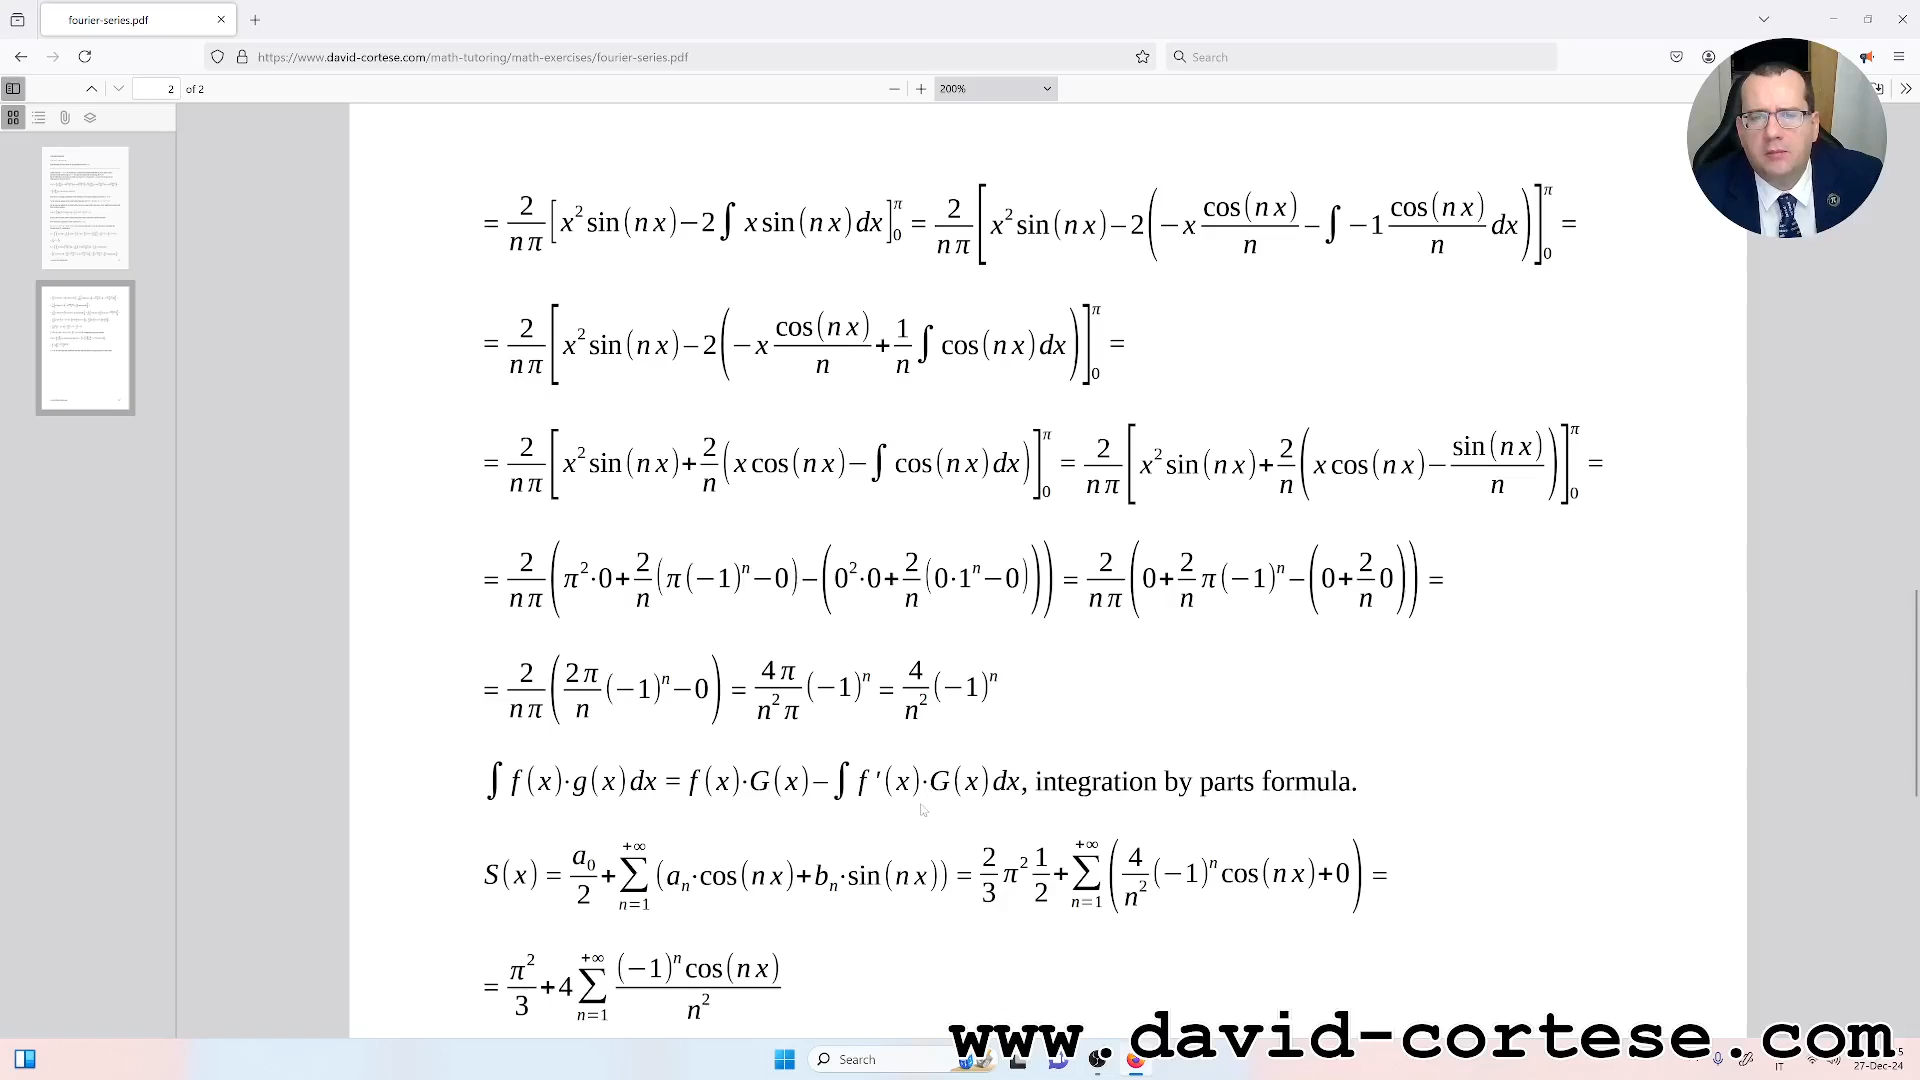 fourier-series.pdf
https://www.david-cortese.com/math-tutoring/math-exercises/fourier-series.pdf
Search
2 of 2
200%
= 2/(nπ) [x² sin(nx) − 2∫ x sin(nx) dx]₀^π = 2/(nπ) [x² sin(nx) − 2(−x cos(nx)/n − ∫ −1 cos(nx)/n dx)]₀^π =
= 2/(nπ) [x² sin(nx) − 2(−x cos(nx)/n + 1/n ∫ cos(nx) dx)]₀^π =
= 2/(nπ) [x² sin(nx) + 2/n (x cos(nx) − ∫ cos(nx) dx)]₀^π = 2/(nπ) [x² sin(nx) + 2/n (x cos(nx) − sin(nx)/n)]₀^π =
= 2/(nπ) (π²·0 + 2/n (π(−1)ⁿ − 0) − (0²·0 + 2/n (0·1ⁿ − 0))) = 2/(nπ) (0 + 2/n π(−1)ⁿ − (0 + 2/n 0)) =
= 2/(nπ) (2π/n (−1)ⁿ − 0) = 4π/(n²π) (−1)ⁿ = 4/n² (−1)ⁿ
∫ f(x)·g(x) dx = f(x)·G(x) − ∫ f'(x)·G(x) dx, integration by parts formula.
S(x) = a₀/2 + Σ_{n=1}^{+∞} (aₙ·cos(nx) + bₙ·sin(nx)) = 2/3 π² 1/2 + Σ_{n=1}^{+∞} (4/n² (−1)ⁿ cos(nx) + 0) =
= π²/3 + 4 Σ_{n=1}^{+∞} (−1)ⁿ cos(nx)/n²
www.david-cortese.com
Search
IT
27-Dec-24